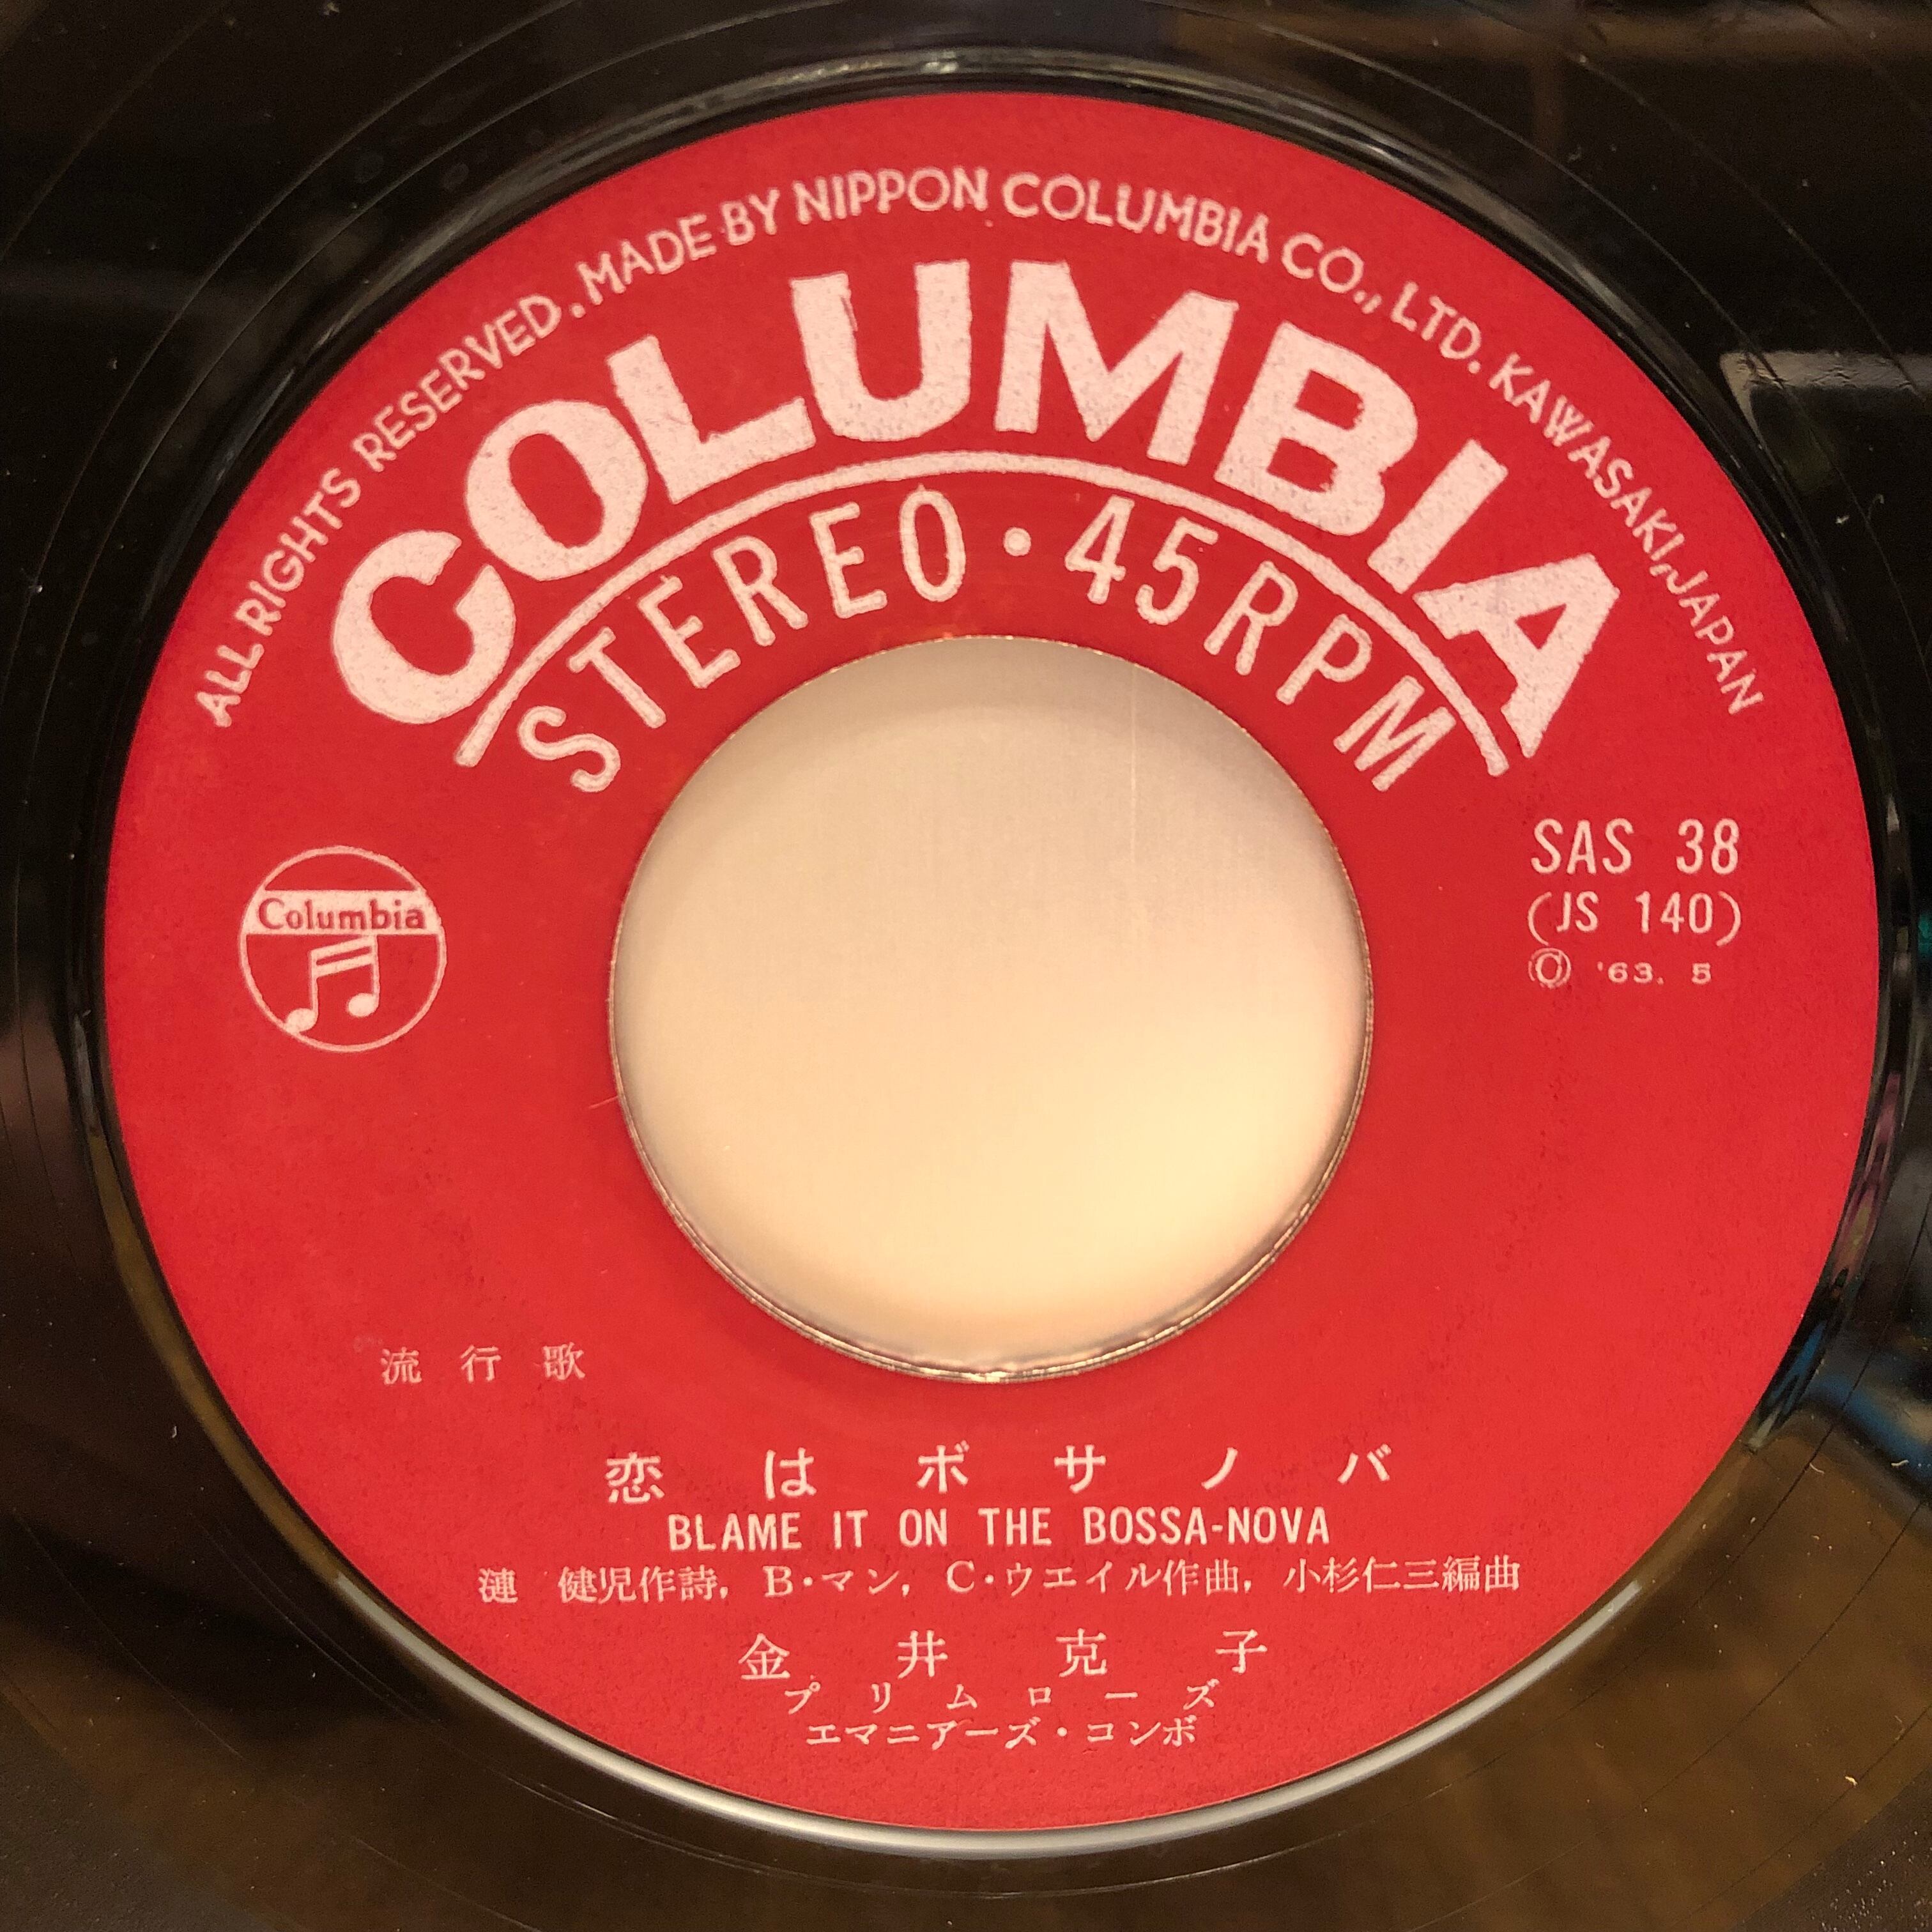 ALL RIGHTS RESERVED. MADE BY NIPPON COLUMBIA CO., LTD. KAWASAKI, JAPAN
COLUMBIA
STEREO・45RPM
SAS 38
(JS 140)
Ⓒ '63. 5
Columbia
流行歌
恋はボサノバ
BLAME IT ON THE BOSSA-NOVA
漣 健児作詩, B・マン, C・ウエイル作曲, 小杉仁三編曲
金井克子
プリムローズ
エマニアーズ・コンボ